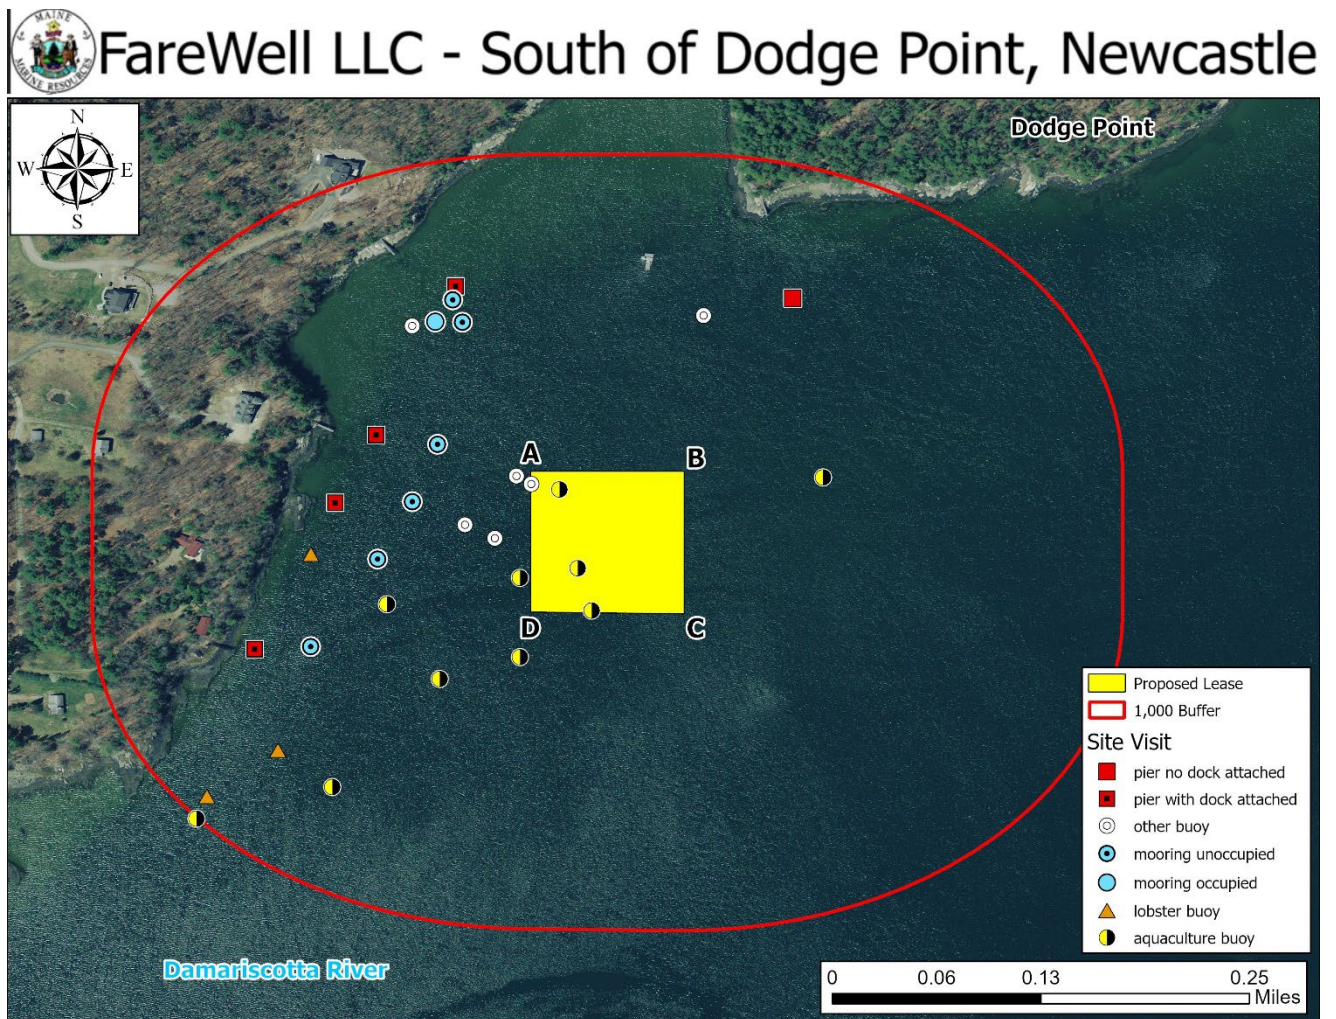 MAINE
MARINE RESOURCES
FareWell LLC - South of Dodge Point, Newcastle
N
W E
S
Dodge Point
A
B
D
C
Proposed Lease
1,000 Buffer
Site Visit
pier no dock attached
pier with dock attached
other buoy
mooring unoccupied
mooring occupied
lobster buoy
aquaculture buoy
Damariscotta River
0 0.06 0.13 0.25
Miles